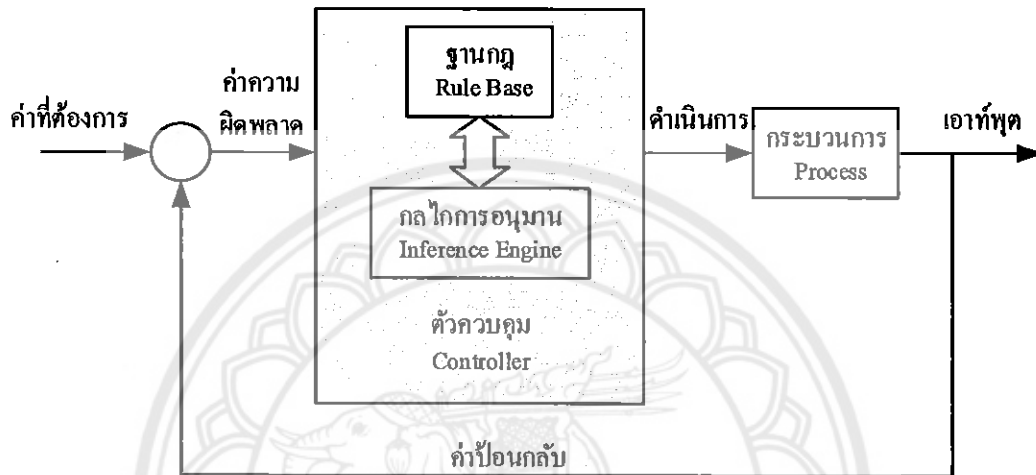 ค่าที่ต้องการ
ค่าความ
ผิดพลาด
ฐานกฎ
Rule Base
กลไกการอนุมาน
Inference Engine
ตัวควบคุม
Controller
ดำเนินการ
กระบวนการ
Process
เอาท์พุต
ค่าป้อนกลับ